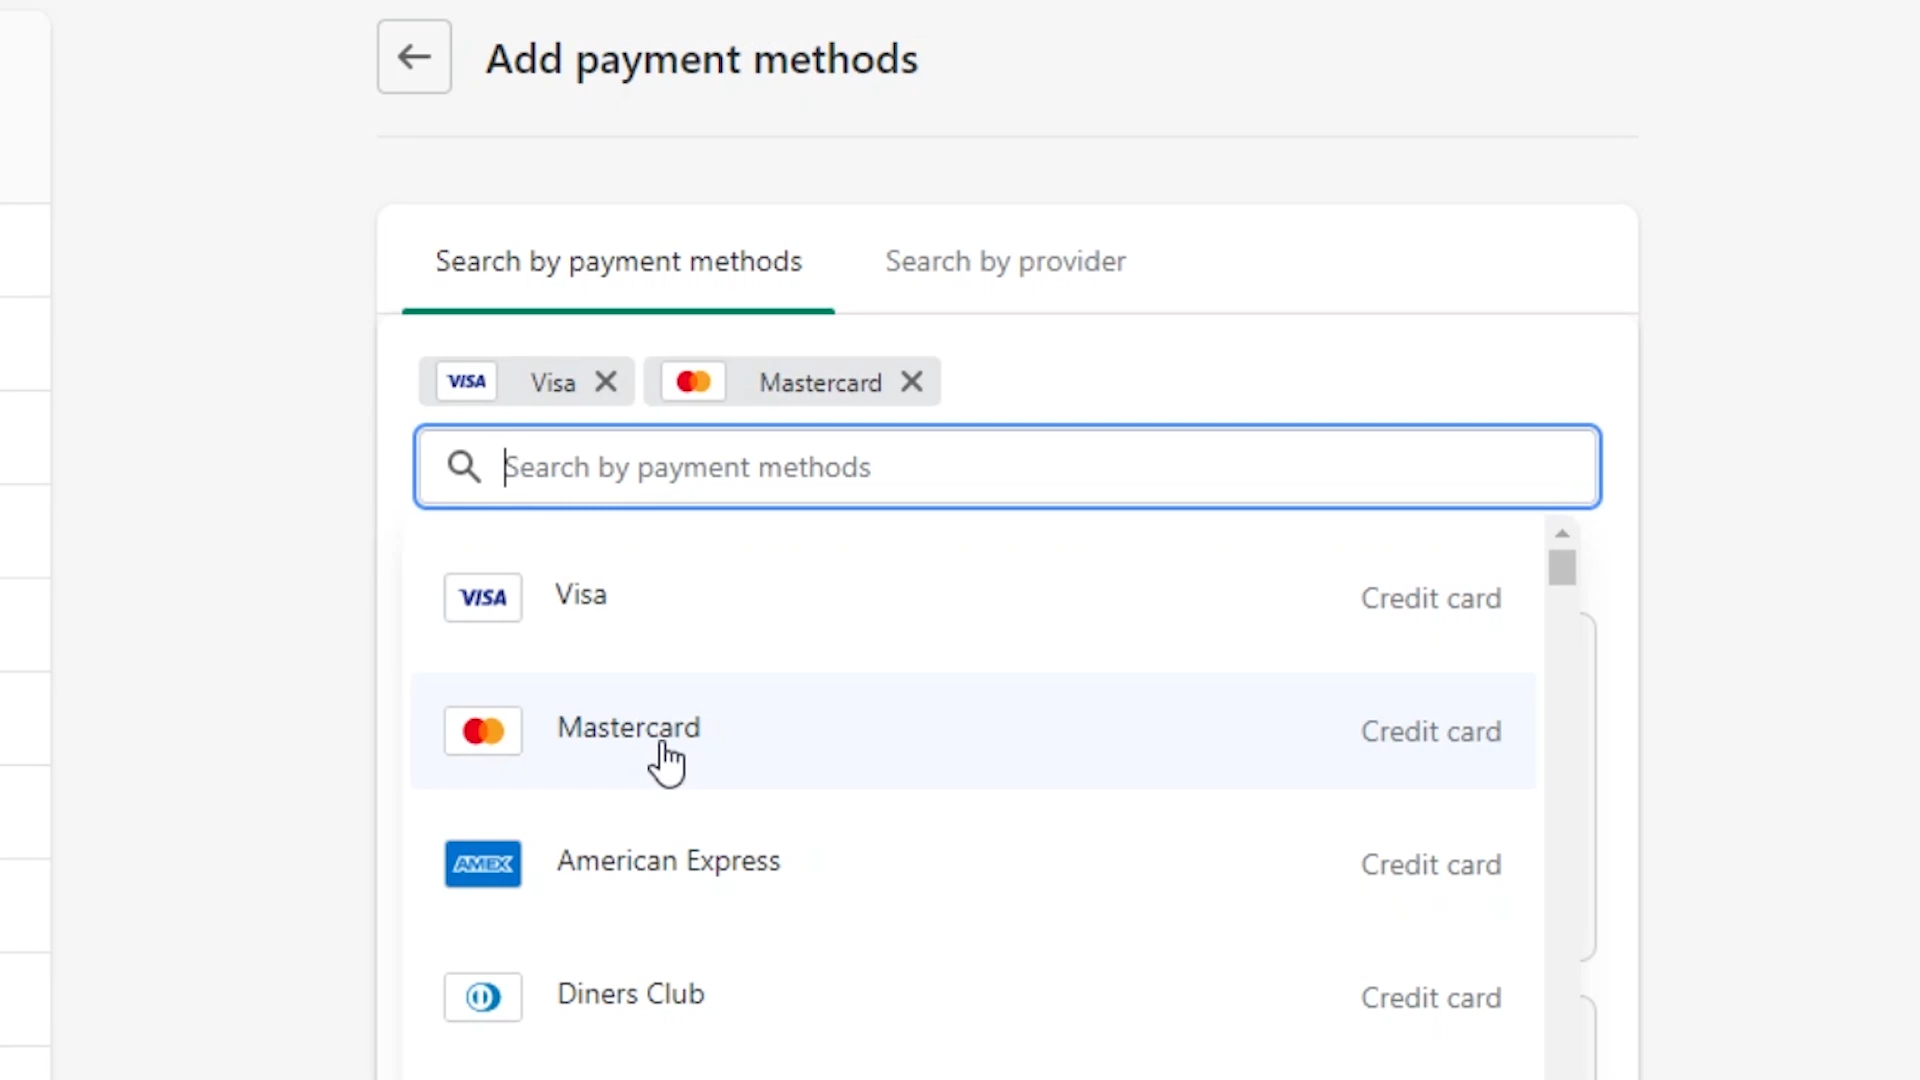 Add payment methods
Search by payment methods Search by provider
VISA Visa Mastercard
Search by payment methods
VISA Visa Credit card
Mastercard Credit card
AMEX American Express Credit card
Diners Club Credit card